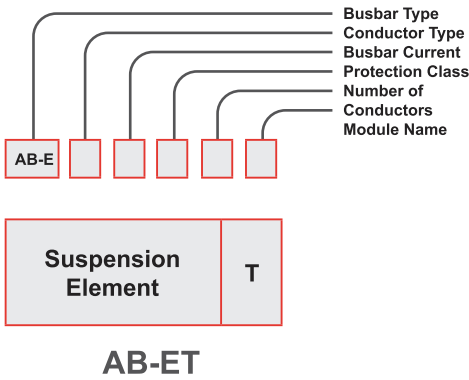 Busbar Type
Conductor Type
Busbar Current
Protection Class
Number of
Conductors
Module Name
AB-E
Suspension
Element
T
AB-ET